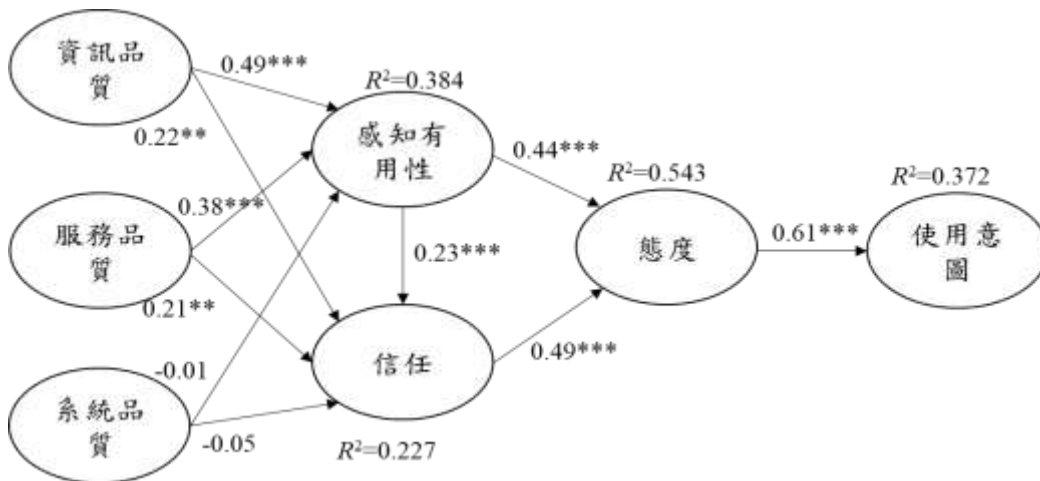 資訊品
質
0.49***
R²=0.384
0.22**
感知有
用性
0.44***
R²=0.543
R²=0.372
服務品
質
0.38***
0.21**
0.23***
態度
0.61***
使用意
圖
-0.01
信任
0.49***
系統品
質
-0.05
R²=0.227